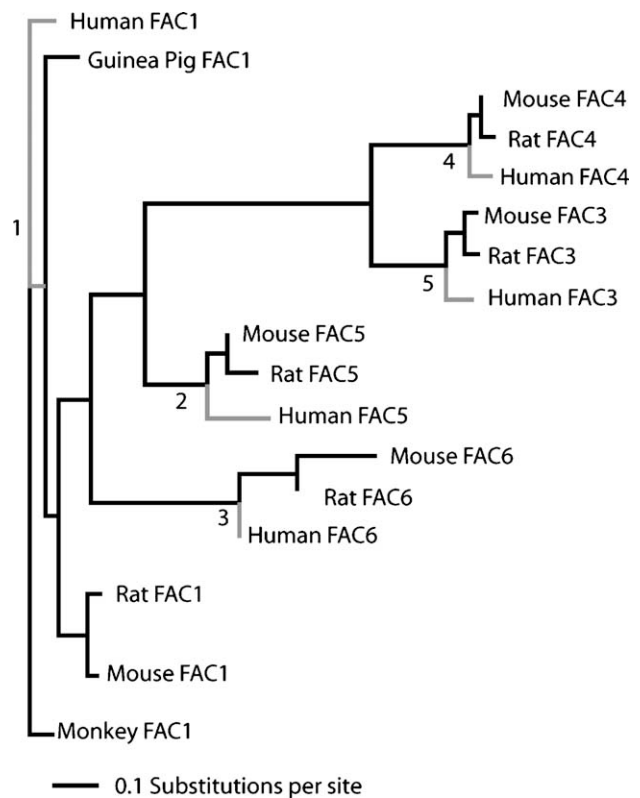 Human FAC1
Guinea Pig FAC1
Mouse FAC4
Rat FAC4
4
Human FAC4
Mouse FAC3
1
Rat FAC3
5
Human FAC3
Mouse FAC5
Rat FAC5
2
Human FAC5
Mouse FAC6
Rat FAC6
3
Human FAC6
Rat FAC1
Mouse FAC1
Monkey FAC1
0.1 Substitutions per site